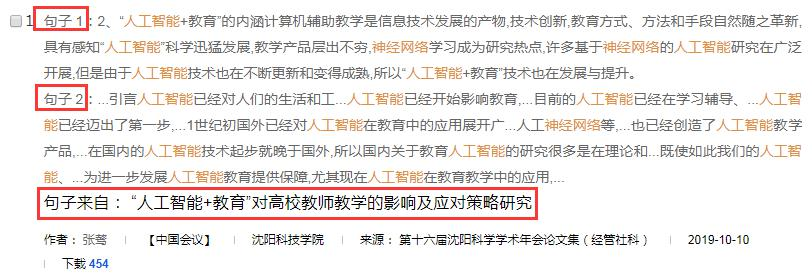 1 句子1：2、“人工智能+教育”的内涵计算机辅助教学是信息技术发展的产物,技术创新,教育方式、方法和手段自然随之革新,
具有感知“人工智能”科学迅猛发展,教学产品层出不穷,神经网络学习成为研究热点,许多基于神经网络的人工智能研究在广泛
开展,但是由于人工智能技术也在不断更新和变得成熟,所以“人工智能+教育”技术也在发展与提升。
句子2：...引言人工智能已经对人们的生活和工...人工智能已经开始影响教育,...目前的人工智能已经在学习辅导、...人工智
能已经迈出了第一步,...1世纪初国外已经对人工智能在教育中的应用展开广...人工神经网络等,...也已经创造了人工智能教学
产品,...在国内的人工智能技术起步就晚于国外,所以国内关于教育人工智能的研究很多是在理论和...既使如此我们的人工智
能、...为进一步发展人工智能教育提供保障,尤其现在人工智能在教育教学中的应用,...
句子来自： “人工智能+教育”对高校教师教学的影响及应对策略研究
作者： 张骜 | 【中国会议】 | 沈阳科技学院 | 来源： 第十六届沈阳科学学术年会论文集（经管社科） | 2019-10-10
| 下载 454